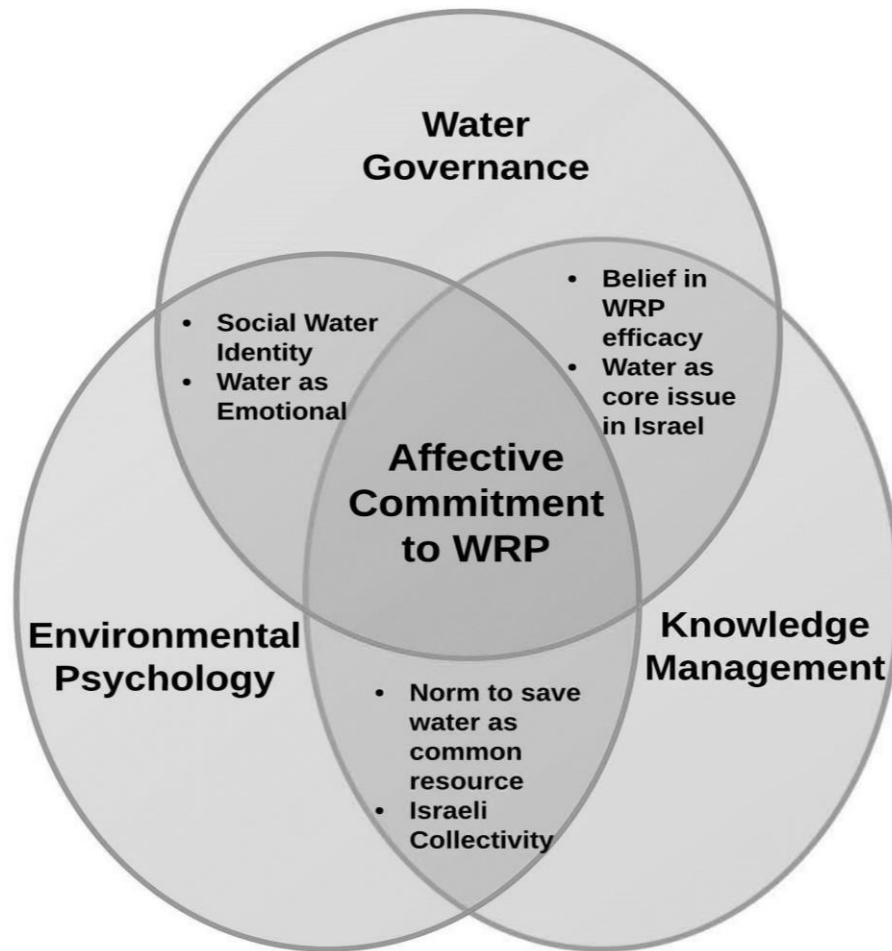 Water
Governance
• Social Water
Identity
• Water as
Emotional
• Belief in
WRP
efficacy
• Water as
core issue
in Israel
Affective
Commitment
to WRP
Environmental
Psychology
Knowledge
Management
• Norm to save
water as
common
resource
• Israeli
Collectivity